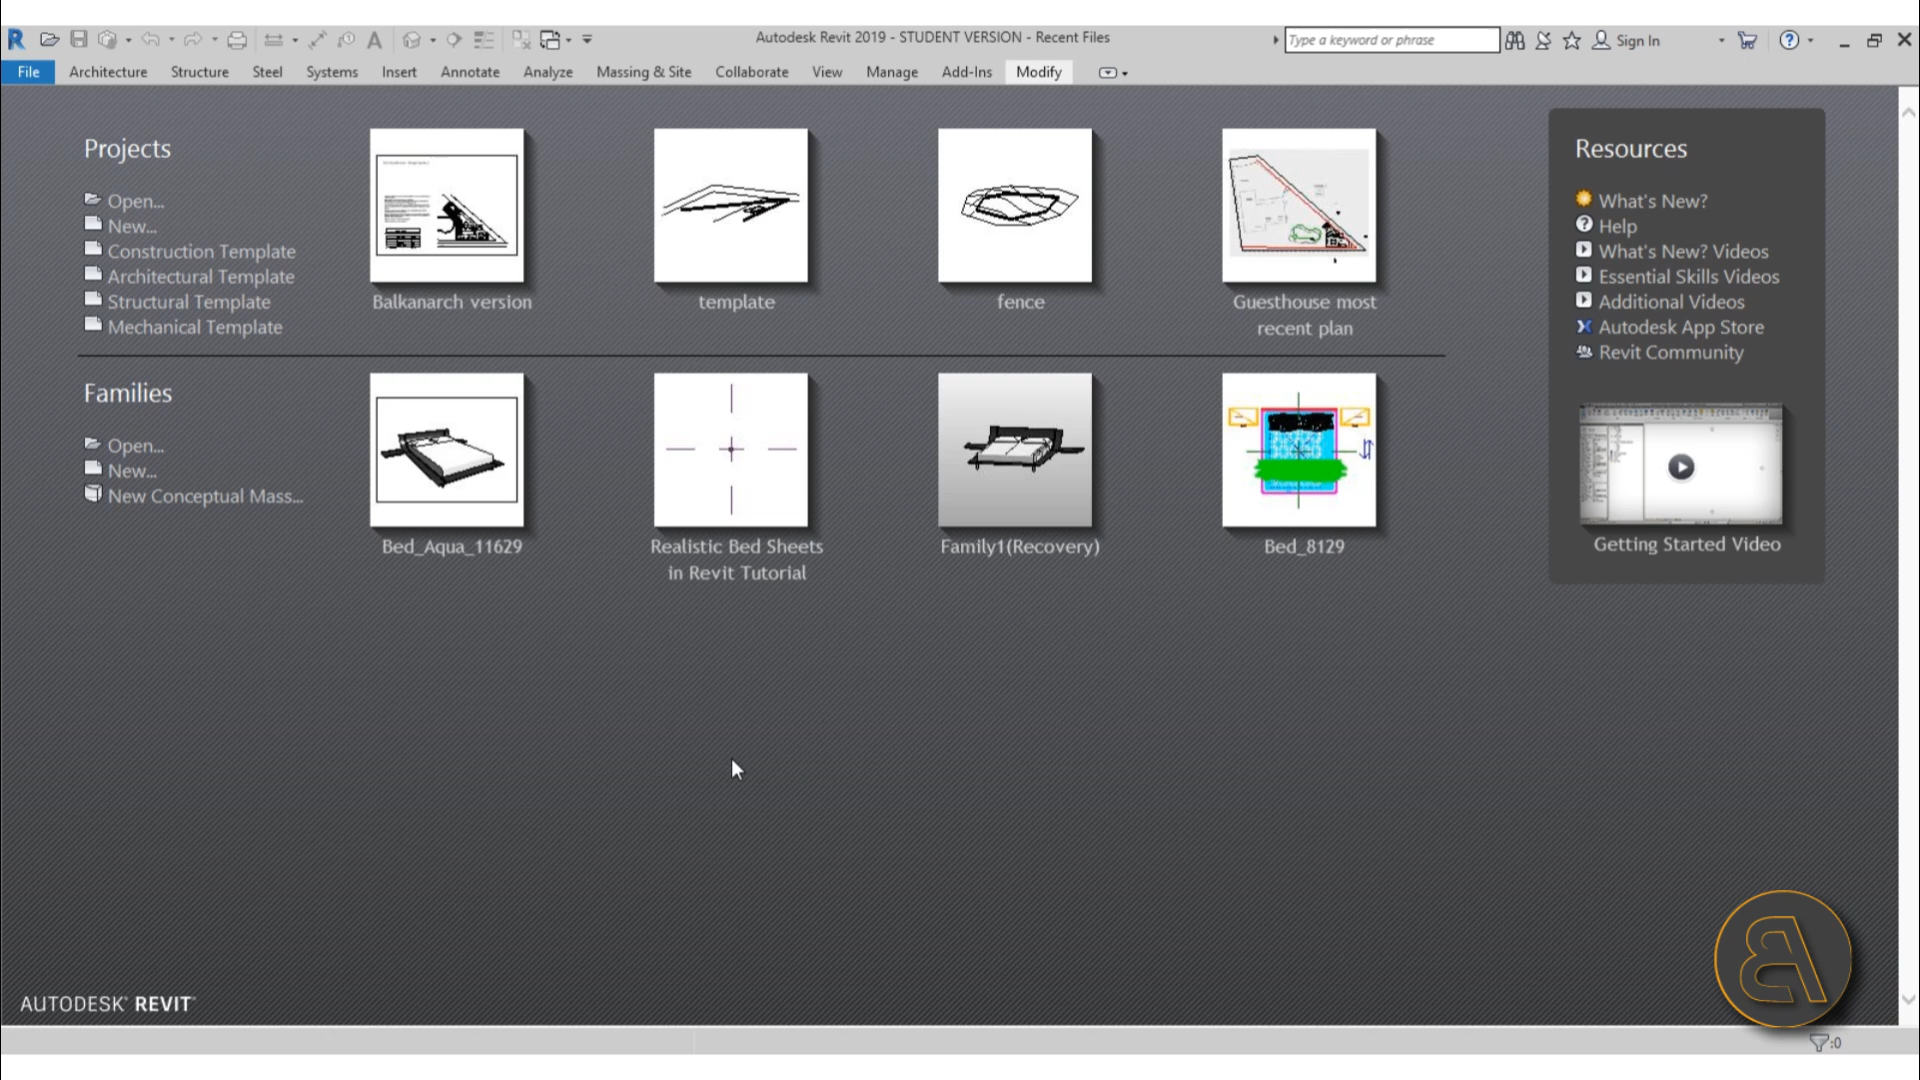 Autodesk Revit 2019 - STUDENT VERSION - Recent Files
Type a keyword or phrase
Sign In
File
Architecture
Structure
Steel
Systems
Insert
Annotate
Analyze
Massing & Site
Collaborate
View
Manage
Add-Ins
Modify
Projects
Open...
New...
Construction Template
Architectural Template
Structural Template
Mechanical Template
Balkanarch version
template
fence
Guesthouse most
recent plan
Families
Open...
New...
New Conceptual Mass...
Bed_Aqua_11629
Realistic Bed Sheets
in Revit Tutorial
Family1(Recovery)
Bed_8129
Resources
What's New?
Help
What's New? Videos
Essential Skills Videos
Additional Videos
Autodesk App Store
Revit Community
Getting Started Video
AUTODESK® REVIT®
:0